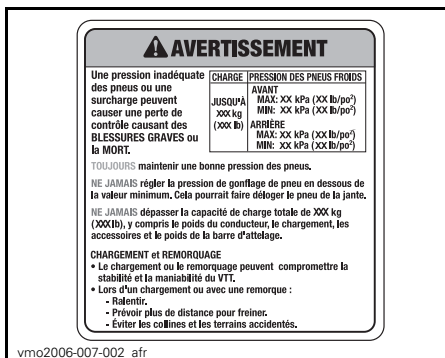 AVERTISSEMENT
Une pression inadéquate
des pneus ou une
surcharge peuvent
causer une perte de
contrôle causant des
BLESSURES GRAVES ou
la MORT.
CHARGE PRESSION DES PNEUS FROIDS
JUSQU'À
XXX kg
(XXX lb)
AVANT
MAX: XX kPa (XX lb/po²)
MIN: XX kPa (XX lb/po²)
ARRIÈRE
MAX: XX kPa (XX lb/po²)
MIN: XX kPa (XX lb/po²)
TOUJOURS maintenir une bonne pression des pneus.
NE JAMAIS régler la pression de gonflage de pneu en dessous de
la valeur minimum. Cela pourrait faire déloger le pneu de la jante.
NE JAMAIS dépasser la capacité de charge totale de XXX kg
(XXX lb), y compris le poids du conducteur, le chargement, les
accessoires et le poids de la barre d'attelage.
CHARGEMENT et REMORQUAGE
• Le chargement ou le remorquage peuvent compromettre la
stabilité et la maniabilité du VTT.
• Lors d'un chargement ou avec une remorque :
- Ralentir.
- Prévoir plus de distance pour freiner.
- Éviter les collines et les terrains accidentés.
vmo2006-007-002_afr